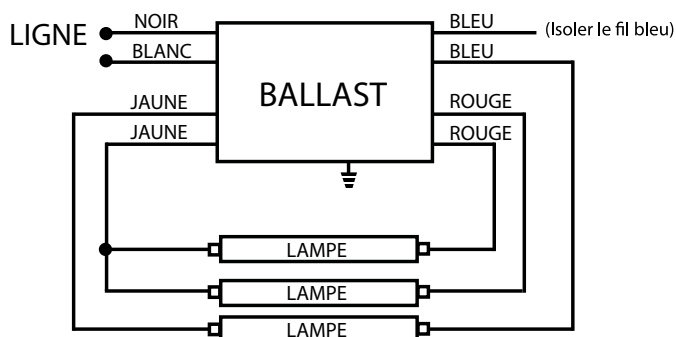 LIGNE
NOIR
BLANC
JAUNE
JAUNE
BALLAST
BLEU
(Isoler le fil bleu)
BLEU
ROUGE
ROUGE
LAMPE
LAMPE
LAMPE